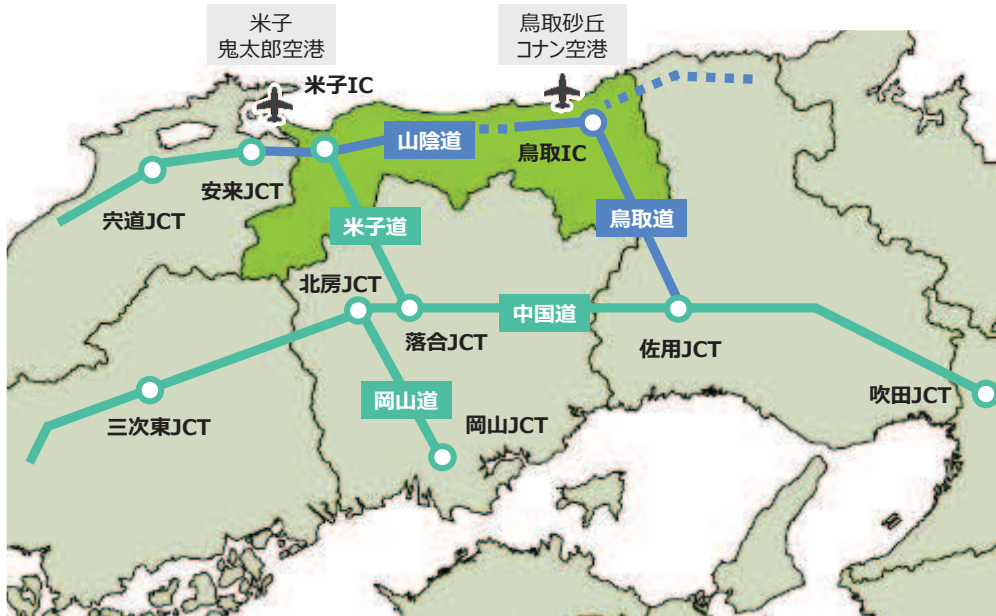 米子
鬼太郎空港
鳥取砂丘
コナン空港
米子IC
山陰道
鳥取IC
安来JCT
宍道JCT
米子道
鳥取道
北房JCT
中国道
落合JCT
佐用JCT
岡山道
吹田JCT
三次東JCT
岡山JCT